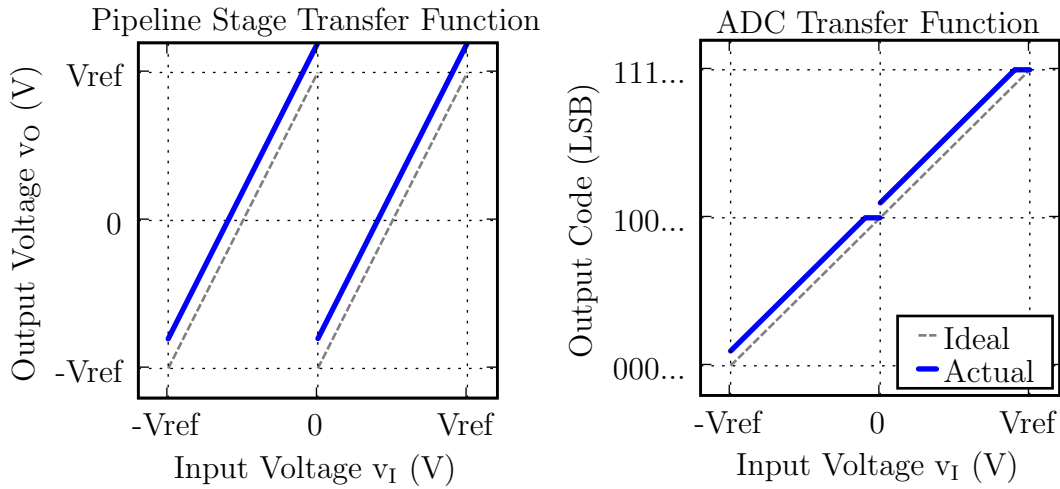 Pipeline Stage Transfer Function
Output Voltage vO (V)
Vref
0
-Vref
-Vref
0
Vref
Input Voltage vI (V)
ADC Transfer Function
Output Code (LSB)
111...
100...
000...
Ideal
Actual
-Vref
0
Vref
Input Voltage vI (V)